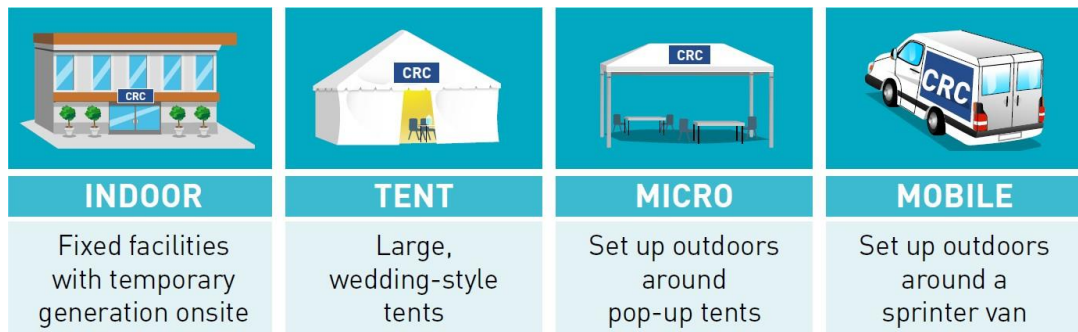 CRC
CRC
CRC
CRC
INDOOR
TENT
MICRO
MOBILE
Fixed facilities
with temporary
generation onsite
Large,
wedding-style
tents
Set up outdoors
around
pop-up tents
Set up outdoors
around a
sprinter van